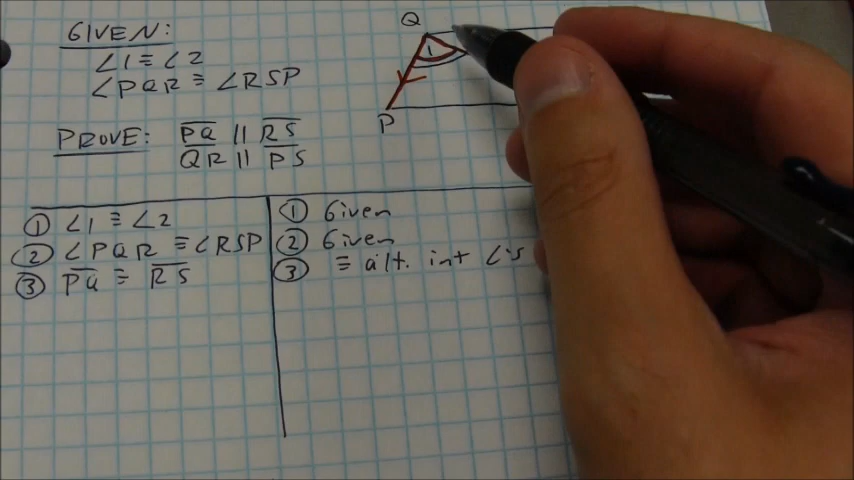 GIVEN:
∠1 ≅ ∠2
∠PQR ≅ ∠RSP
PROVE: PQ || RS
QR || PS
Q
1
P
① ∠1 ≅ ∠2
② ∠PQR ≅ ∠RSP
③ PQ ≅ RS
① Given
② Given
③ ≅ alt. int ∠'s